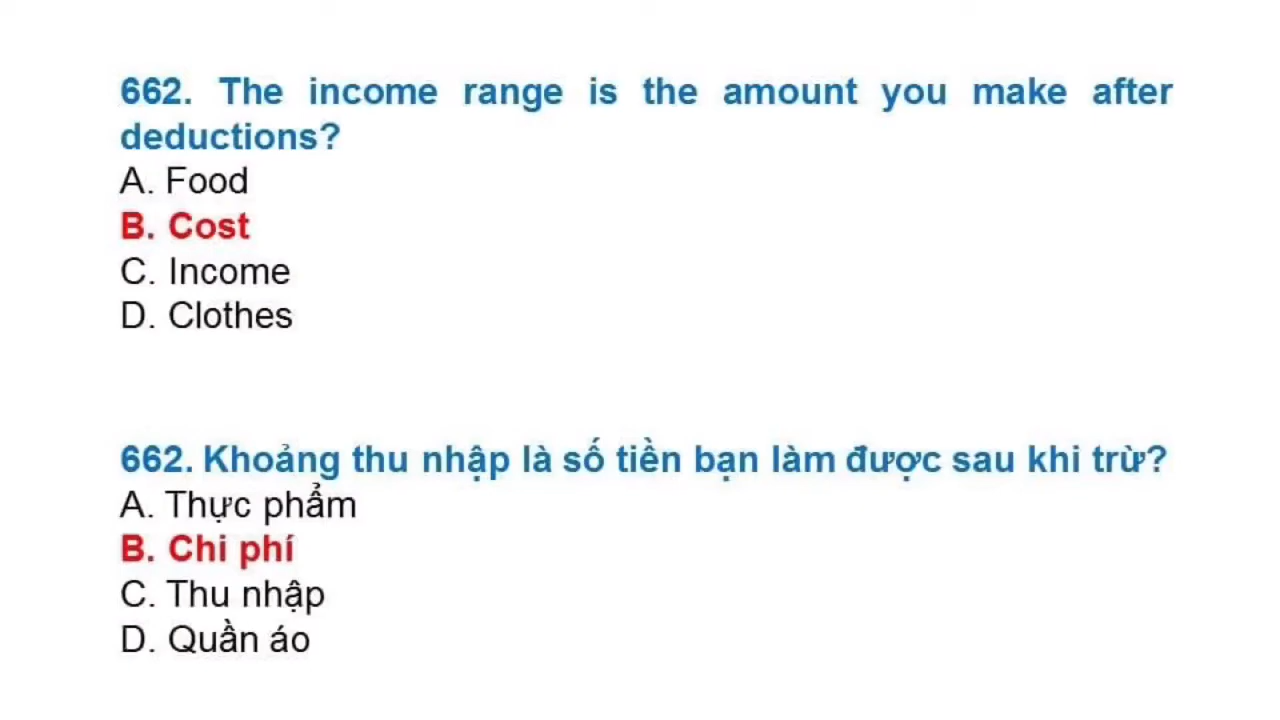 662. The income range is the amount you make after
deductions?
A. Food
B. Cost
C. Income
D. Clothes
662. Khoảng thu nhập là số tiền bạn làm được sau khi trừ?
A. Thực phẩm
B. Chi phí
C. Thu nhập
D. Quần áo